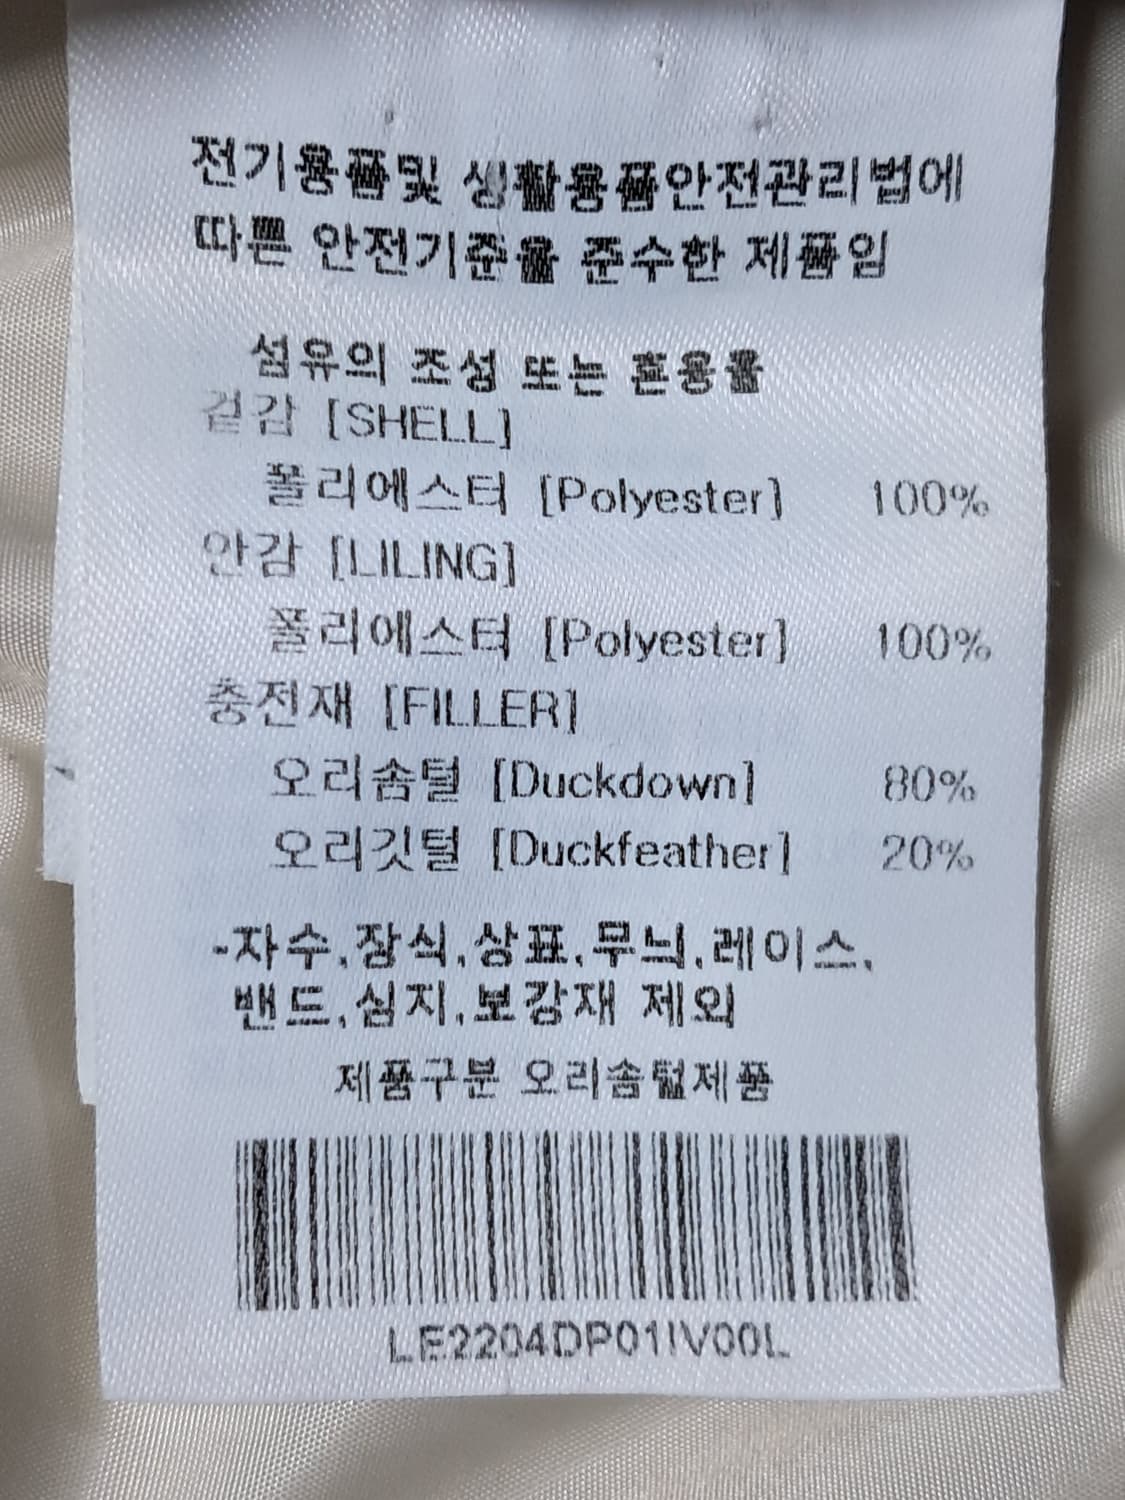 전기용품및 생활용품안전관리법에
따른 안전기준을 준수한 제품임
섬유의 조성 또는 혼용율
겉감 [SHELL]
폴리에스터 [Polyester] 100%
안감 [LILING]
폴리에스터 [Polyester] 100%
충전재 [FILLER]
오리솜털 [Duckdown] 80%
오리깃털 [Duckfeather] 20%
-자수,장식,상표,무늬,레이스,
밴드,심지,보강재 제외
제품구분 오리솜털제품
LE2204DP01IV00L